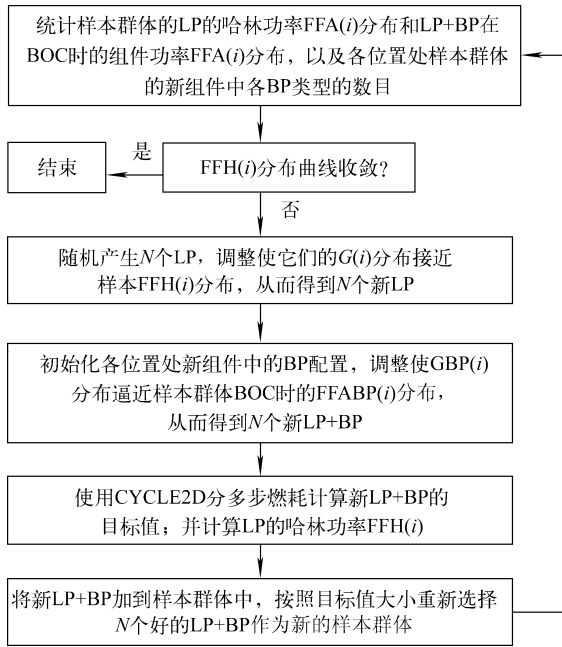 统计样本群体的LP的哈林功率FFA(i)分布和LP+BP在
BOC时的组件功率FFA(i)分布，以及各位置处样本群体
的新组件中各BP类型的数目
是
结束
FFH(i)分布曲线收敛？
否
随机产生N个LP，调整使它们的G(i)分布接近
样本FFH(i)分布，从而得到N个新LP
初始化各位置处新组件中的BP配置，调整使GBP(i)
分布逼近样本群体BOC时的FFABP(i)分布，
从而得到N个新LP+BP
使用CYCLE2D分多步燃耗计算新LP+BP的
目标值；并计算LP的哈林功率FFH(i)
将新LP+BP加到样本群体中，按照目标值大小重新选择
N个好的LP+BP作为新的样本群体